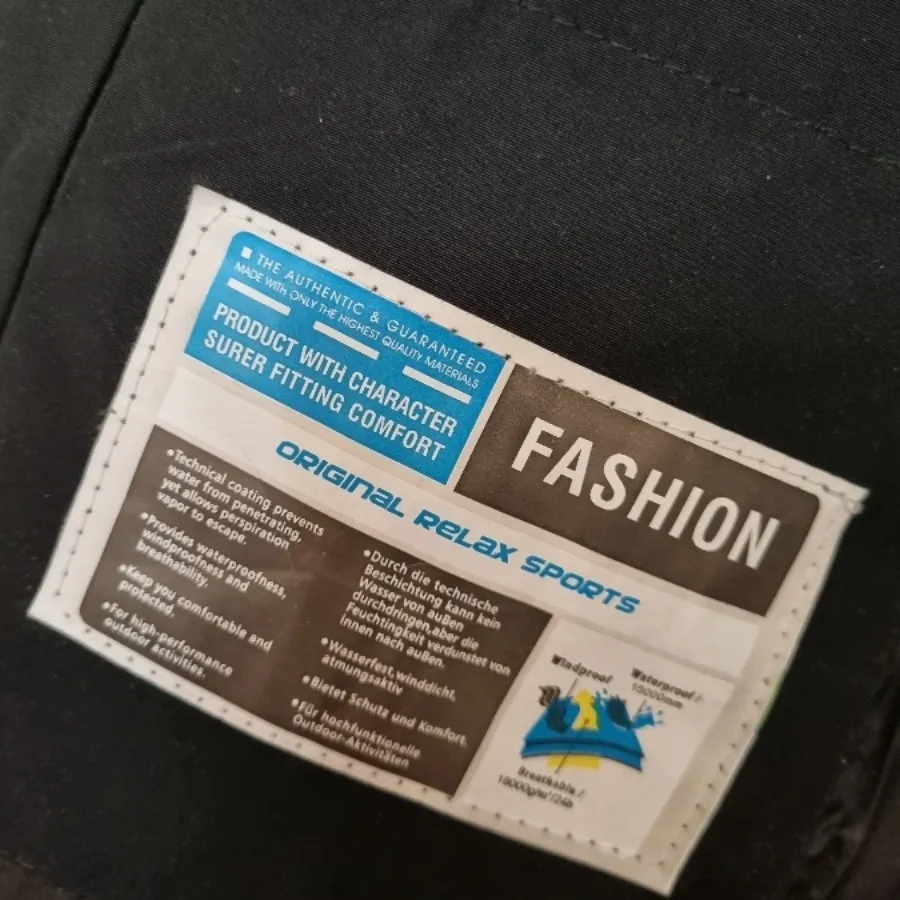 THE AUTHENTIC & GUARANTEED
MADE WITH ONLY THE HIGHEST QUALITY MATERIALS
PRODUCT WITH CHARACTER
SURER FITTING COMFORT
FASHION
ORIGINAL RELAX SPORTS
•Technical coating prevents
water from penetrating,
yet allows perspiration
vapor to escape.
•Provides waterproofness,
windproofness and
breathability.
•Keep you comfortable and
protected.
•For high-performance
outdoor activities.
•Durch die technische
Beschichtung kann kein
Wasser von außen
durchdringen,aber die
Feuchtingkeit verdunstet von
innen nach außen.
•Wasserfest,winddicht,
atmungsaktiv
•Bietet Schutz und Komfort,
•Für hochfunktionelle
Outdoor-Aktivitäten
Windproof
Waterproof/
15000mm
Breathable/
15000g/m²/24h